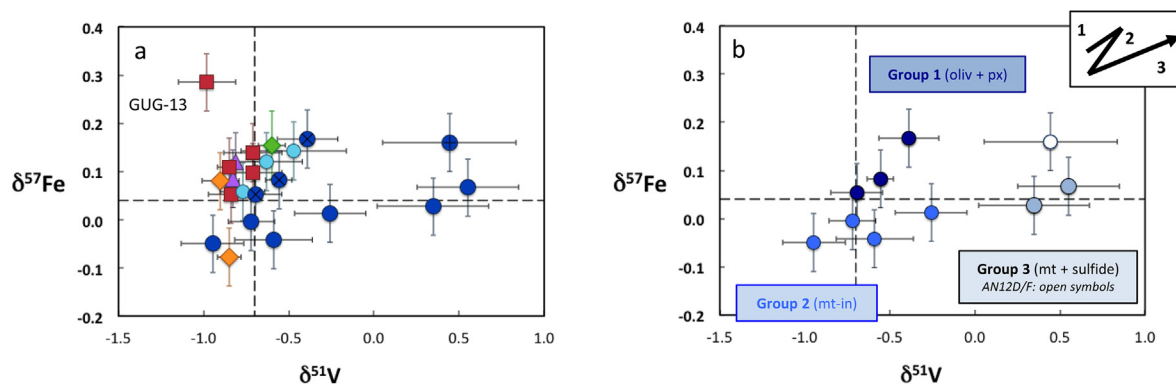 0.4
0.3
0.2
0.1
0.0
-0.1
-0.2
δ57Fe
a
GUG-13
-1.5
-1.0
-0.5
0.0
0.5
1.0
δ51V
0.4
0.3
0.2
0.1
0.0
-0.1
-0.2
δ57Fe
b
Group 1 (oliv + px)
1
2
3
Group 3 (mt + sulfide)
AN12D/F: open symbols
Group 2 (mt-in)
-1.5
-1.0
-0.5
0.0
0.5
1.0
δ51V